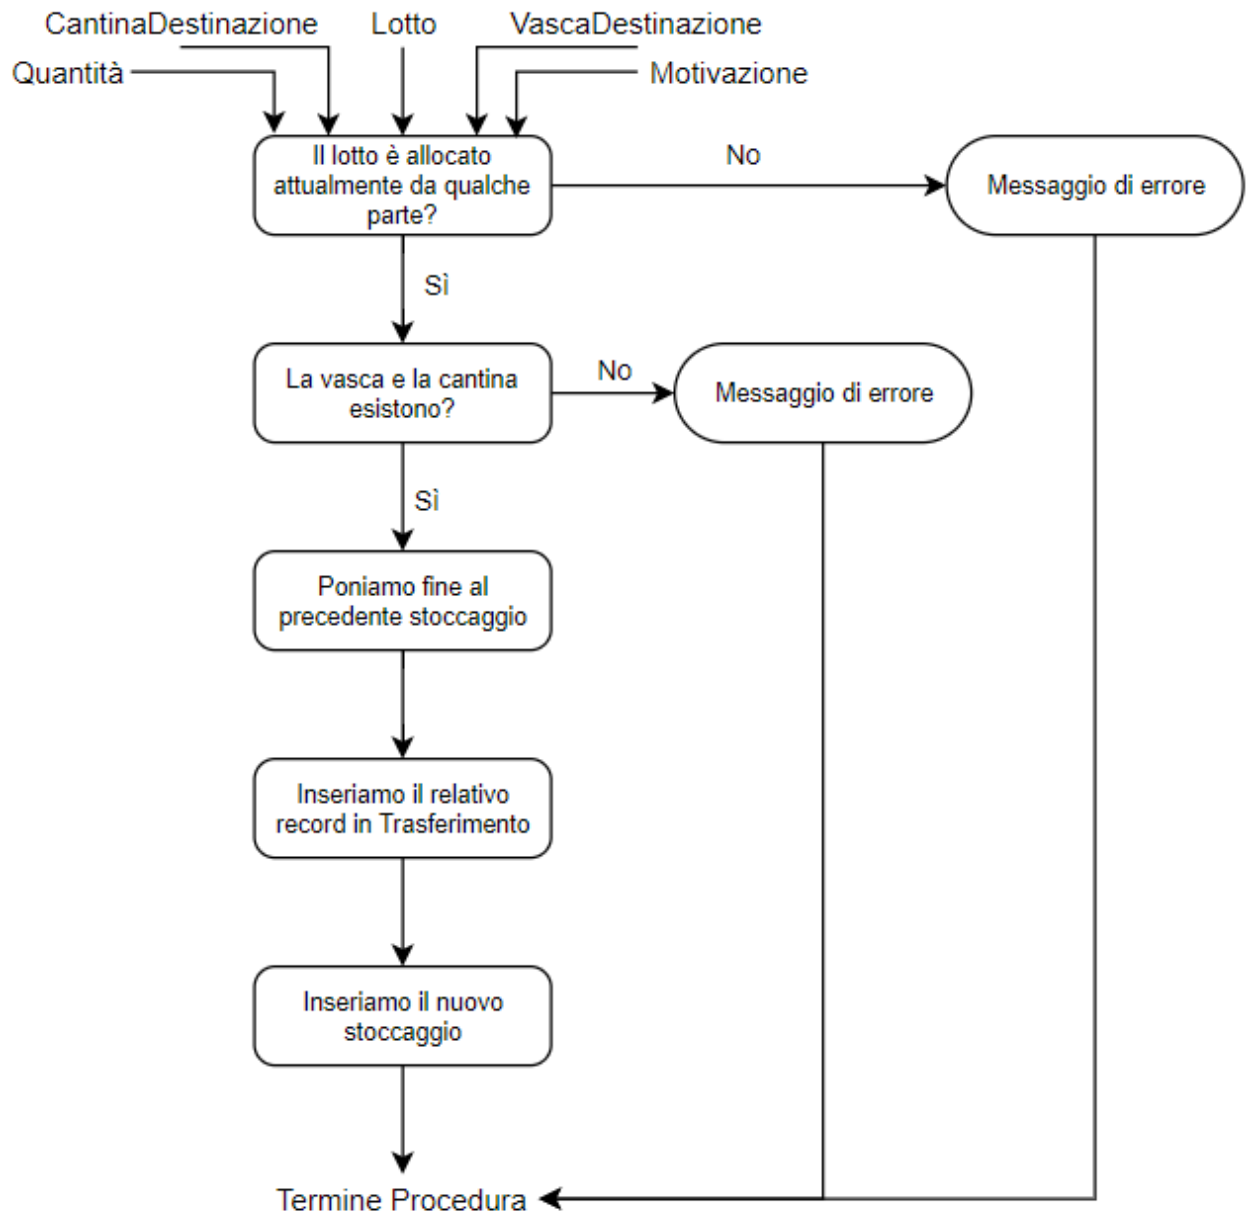 CantinaDestinazione
Lotto
VascaDestinazione
Quantità
Motivazione
Il lotto è allocato
attualmente da qualche
parte?
No
Messaggio di errore
Sì
La vasca e la cantina
esistono?
No
Messaggio di errore
Sì
Poniamo fine al
precedente stoccaggio
Inseriamo il relativo
record in Trasferimento
Inseriamo il nuovo
stoccaggio
Termine Procedura